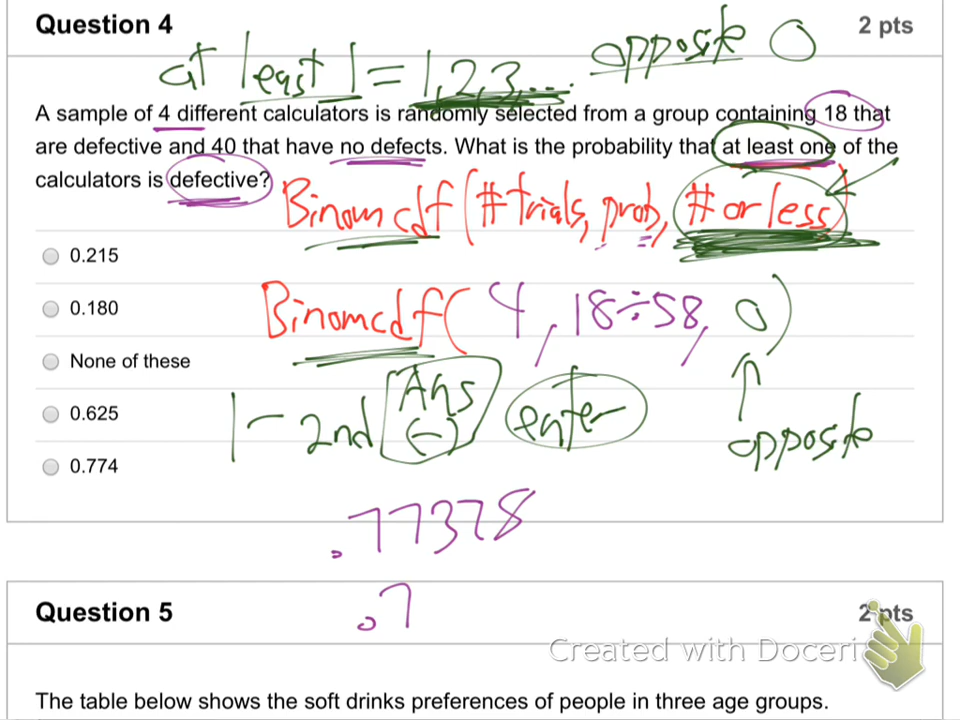 Question 4
2 pts
at least 1 = 1,2,3,... opposite 0
A sample of 4 different calculators is randomly selected from a group containing 18 that
are defective and 40 that have no defects. What is the probability that at least one of the
calculators is defective?
Binomcdf(#trials, prob, #or less)
0.215
0.180
Binomcdf( 4, 18÷58, 0)
None of these
1 - 2nd Ans (-) enter
opposite
0.625
0.774
.77378
.7
Question 5
2 pts
Created with Doceri
The table below shows the soft drinks preferences of people in three age groups.